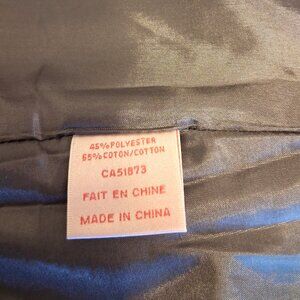 45% POLYESTER
55% COTON/COTTON
CA51873
FAIT EN CHINE
MADE IN CHINA